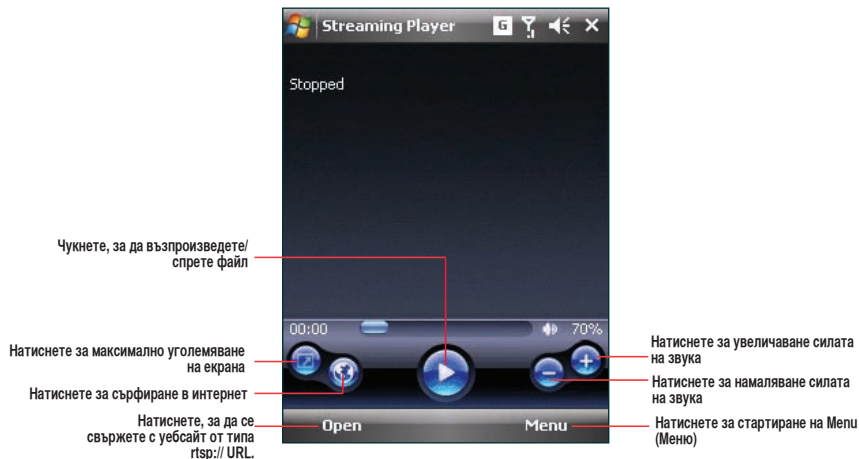 Streaming Player
G
Stopped
Чукнете, за да възпроизведете/
спрете файл
00:00
70%
Натиснете за максимално уголемяване
на екрана
Натиснете за сърфиране в интернет
Натиснете, за да се
свържете с уебсайт от типа
rtsp:// URL.
Натиснете за увеличаване силата
на звука
Натиснете за намаляване силата
на звука
Натиснете за стартиране на Menu
(Меню)
Open
Menu